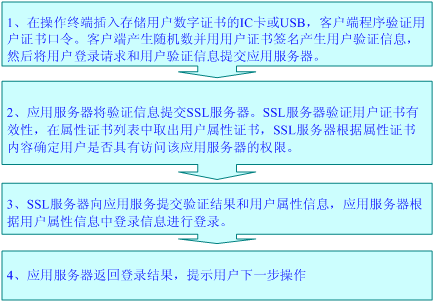 1、在操作终端插入存储用户数字证书的IC卡或USB，客户端程序验证用
户证书口令。客户端产生随机数并用用户证书签名产生用户验证信息，
然后将用户登录请求和用户验证信息提交应用服务器。
2、应用服务器将验证信息提交SSL服务器。SSL服务器验证用户证书有
效性，在属性证书列表中取出用户属性证书，SSL服务器根据属性证书
内容确定用户是否具有访问该应用服务器的权限。
3、SSL服务器向应用服务提交验证结果和用户属性信息，应用服务器根
据用户属性信息中登录信息进行登录。
4、应用服务器返回登录结果，提示用户下一步操作